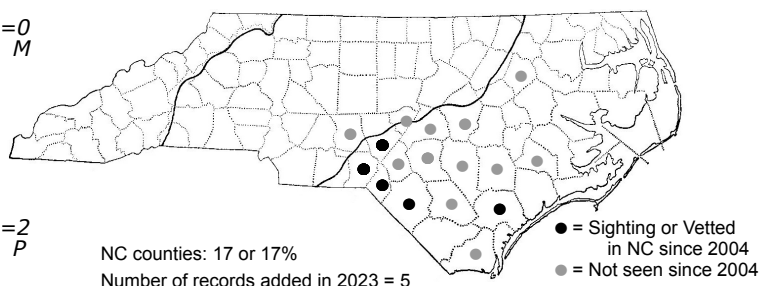 =0
M
=2
P
NC counties: 17 or 17%
Number of records added in 2023 = 5
● = Sighting or Vetted
in NC since 2004
● = Not seen since 2004